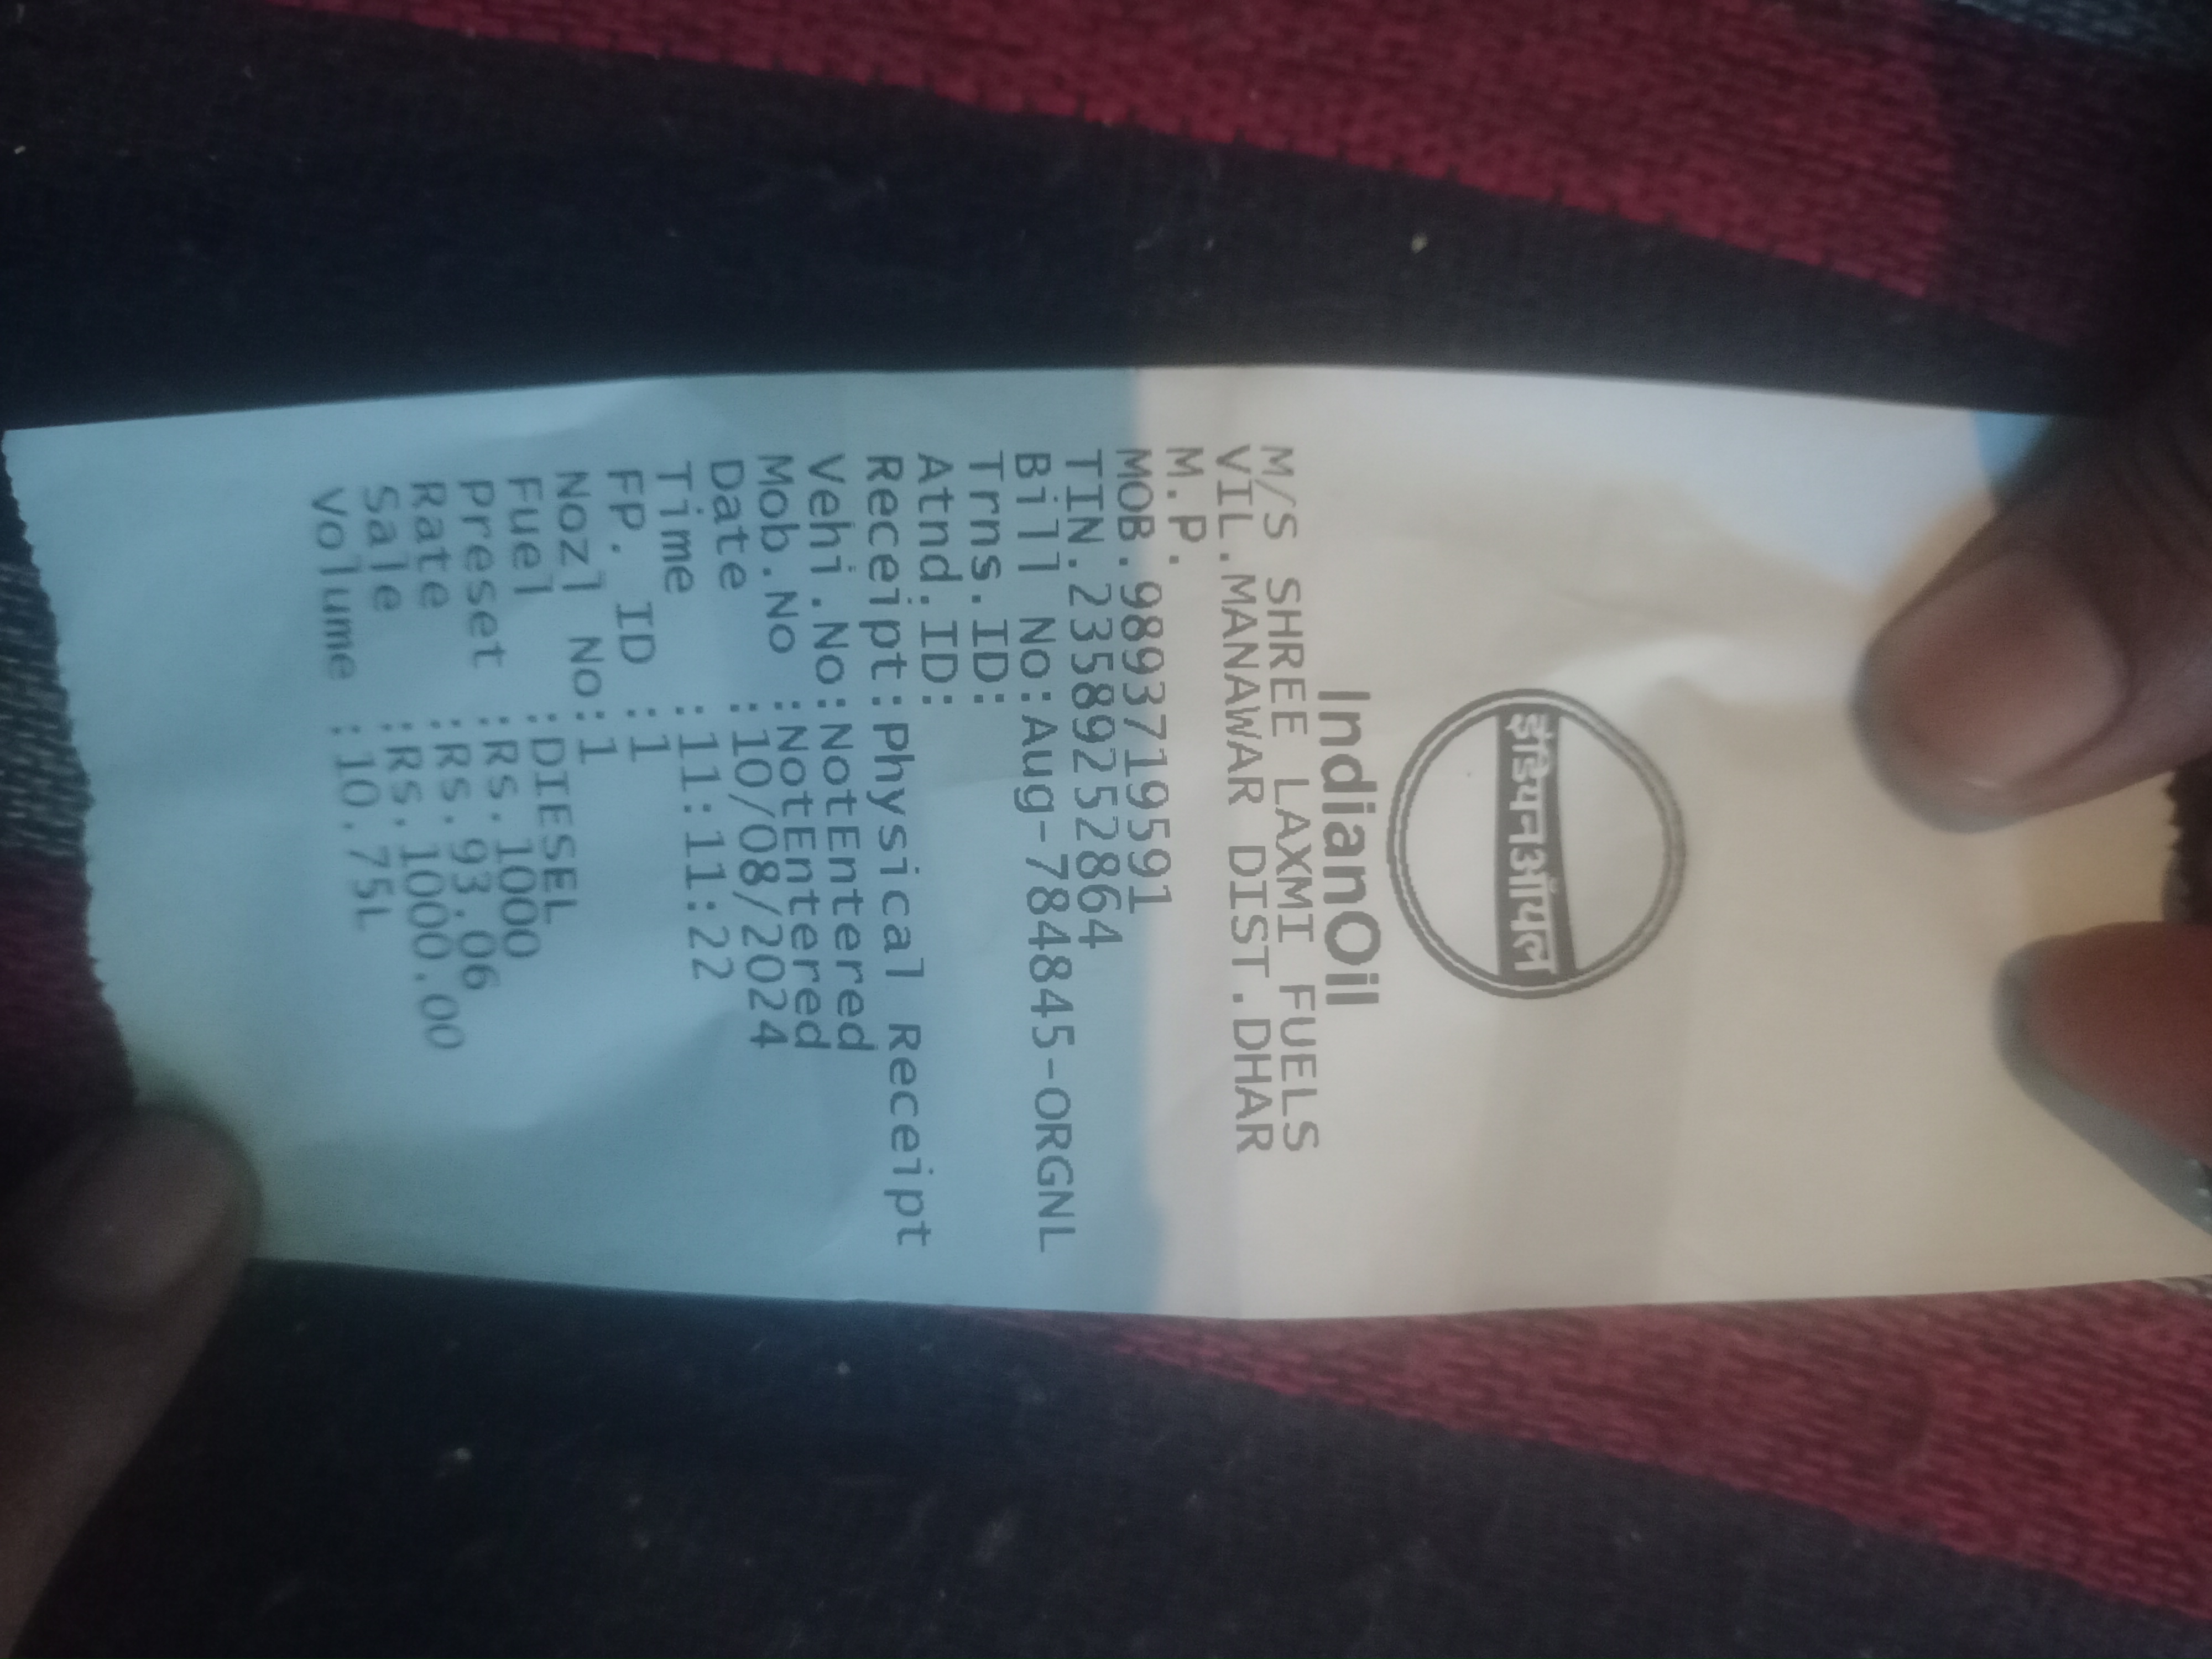 इंडियनऑयल
IndianOil
M/S SHREE LAXMI FUELS
VIL.MANAWAR DIST.DHAR
M.P.
MOB.9893719591
TIN.23589252864
Bill No:Aug-784845-ORGNL
Trns.ID:
Atnd.ID:
Receipt:Physical Receipt
Vehi.No:NotEntered
Mob.No :NotEntered
Date :10/08/2024
Time :11:11:22
FP. ID :1
Nozl No:1
Fuel :DIESEL
Preset :RS.1000
Rate :RS.93.06
Sale :RS.1000.00
Volume :10.75L